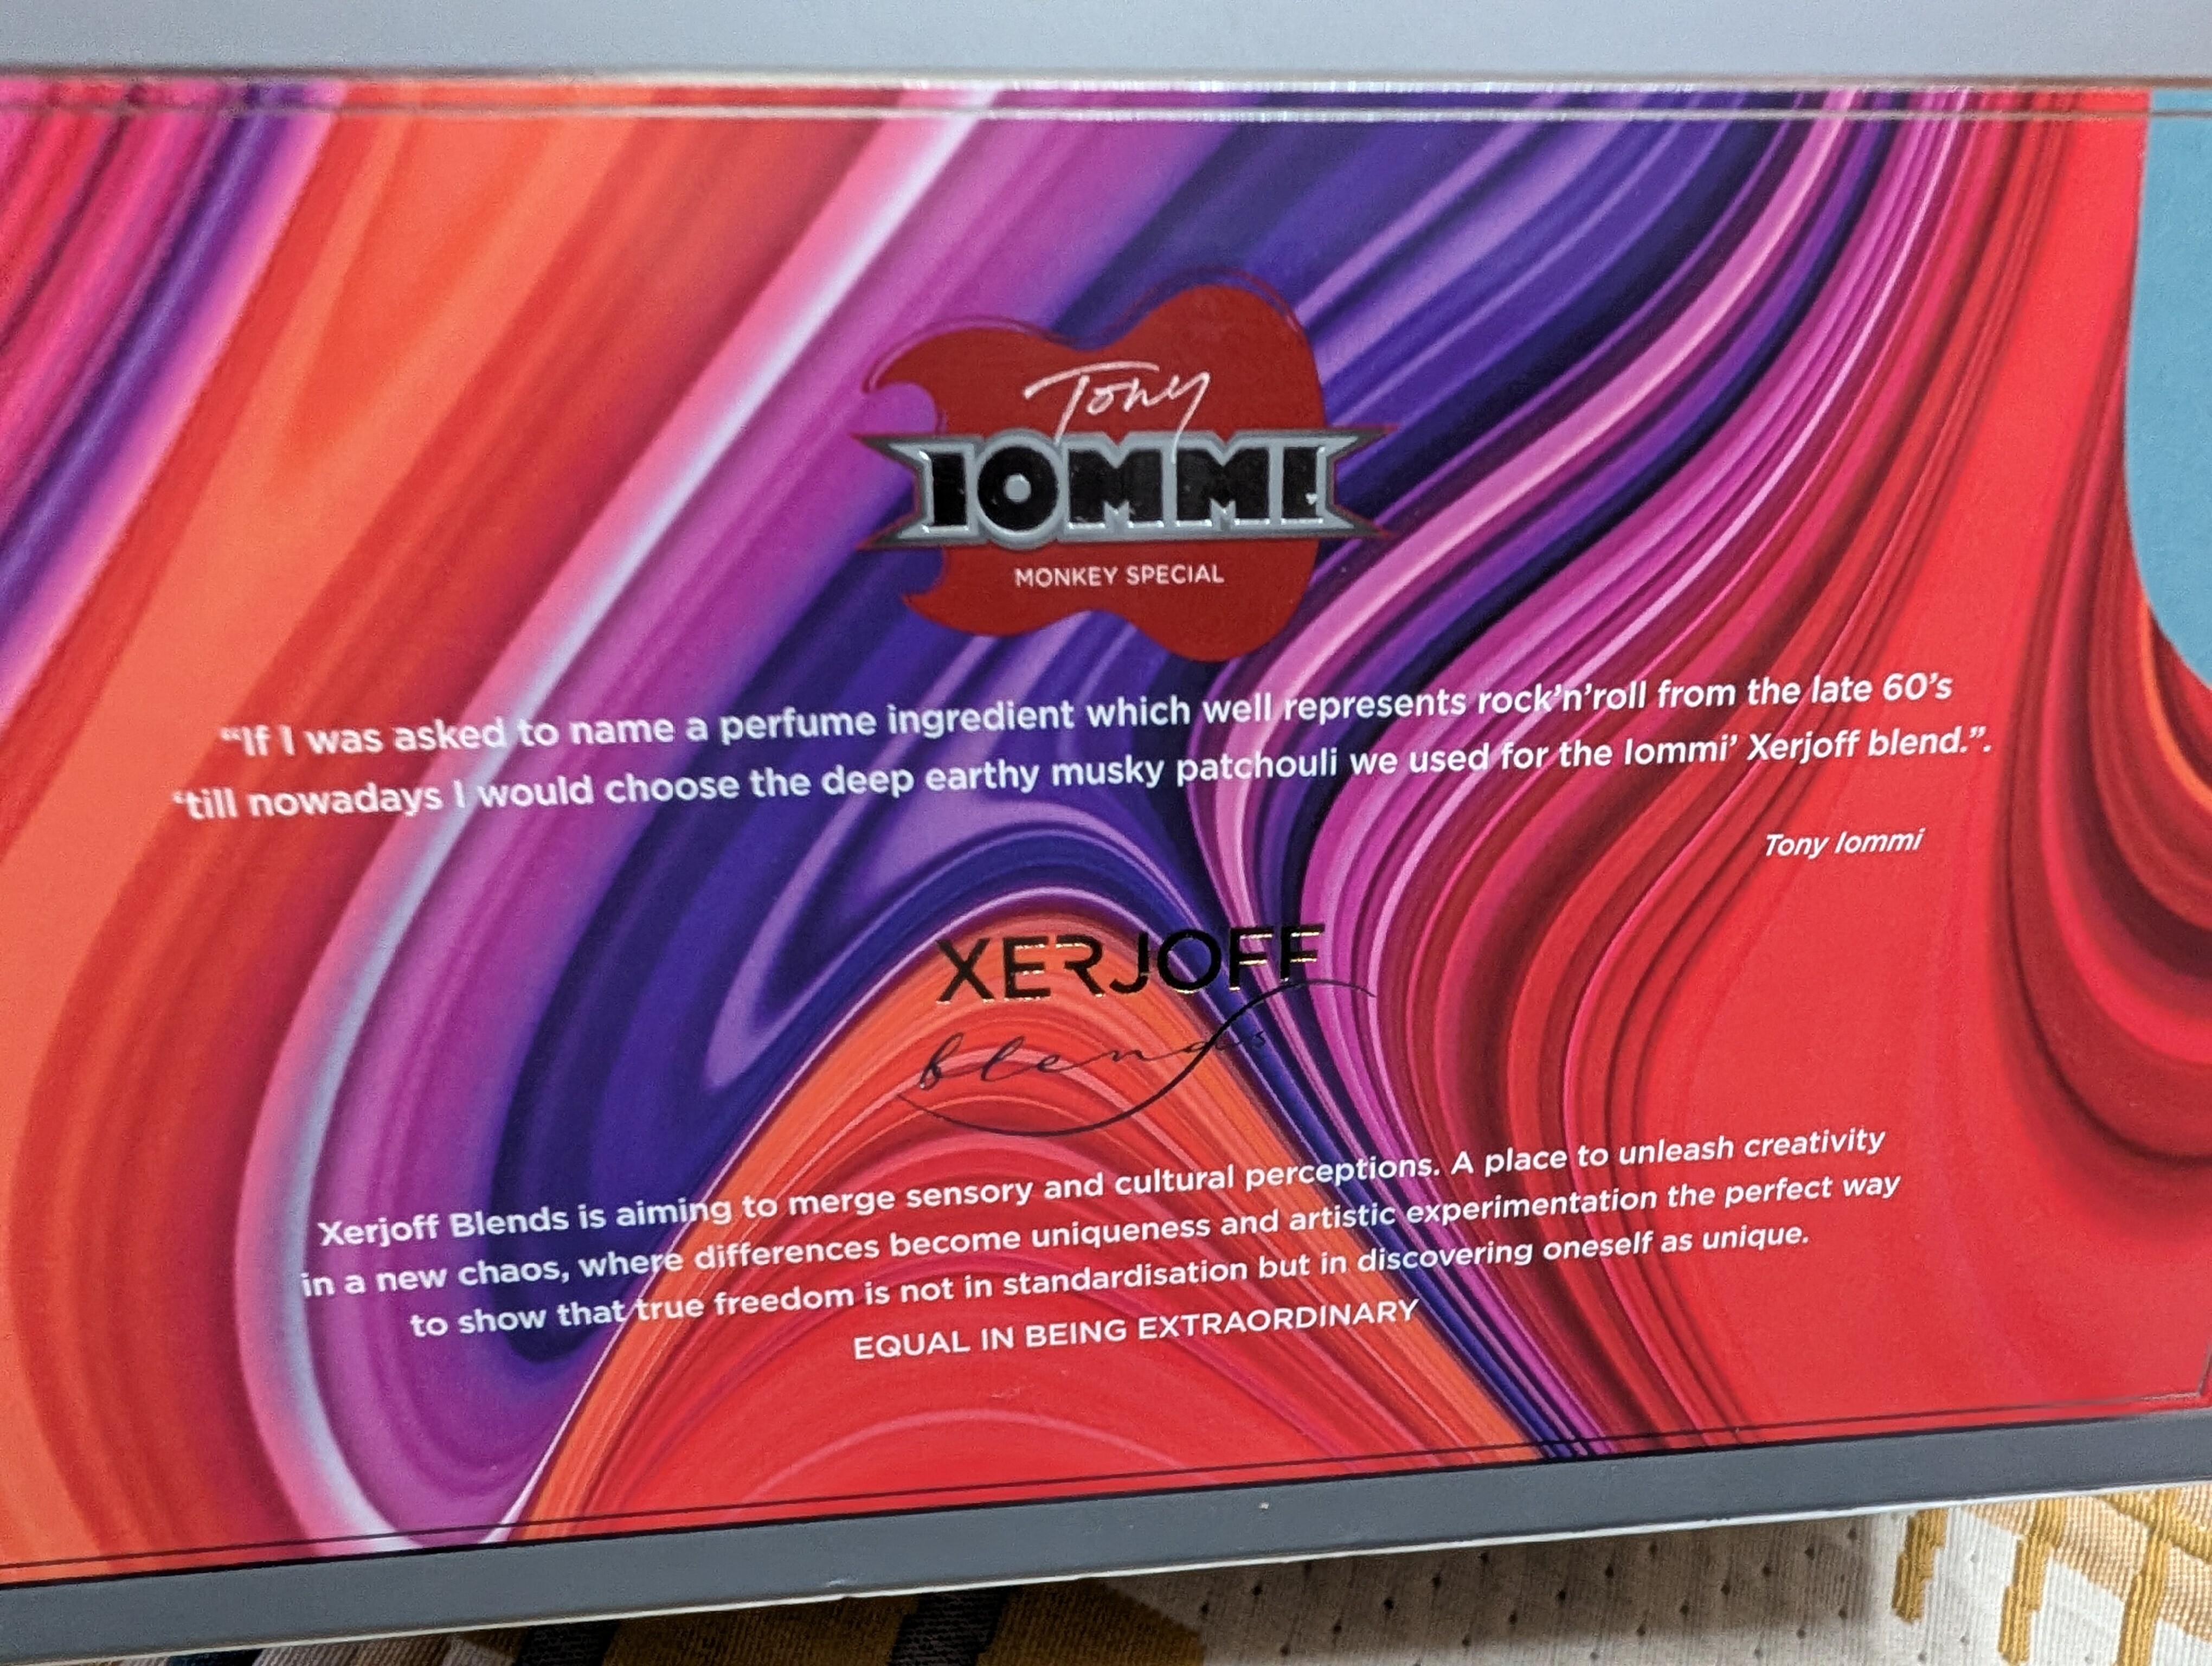 Tony
IOMMI
MONKEY SPECIAL
“If I was asked to name a perfume ingredient which well represents rock’n’roll from the late 60’s
‘till nowadays I would choose the deep earthy musky patchouli we used for the Iommi’ Xerjoff blend.”.
Tony Iommi
XERJOFF
blends
Xerjoff Blends is aiming to merge sensory and cultural perceptions. A place to unleash creativity
in a new chaos, where differences become uniqueness and artistic experimentation the perfect way
to show that true freedom is not in standardisation but in discovering oneself as unique.
EQUAL IN BEING EXTRAORDINARY